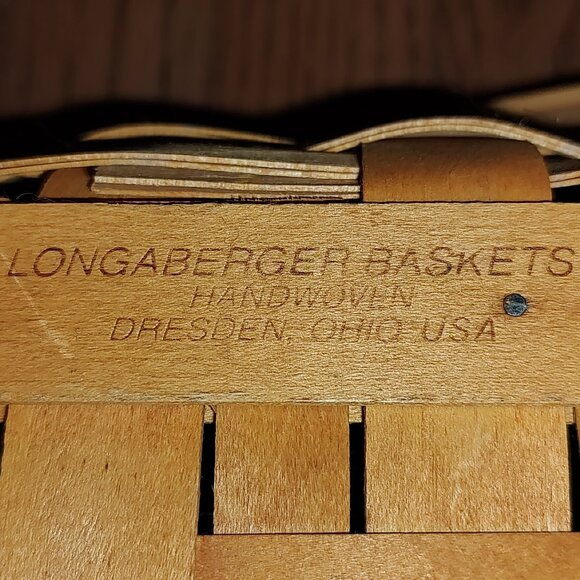 LONGABERGER BASKETS
HANDWOVEN
DRESDEN, OHIO USA